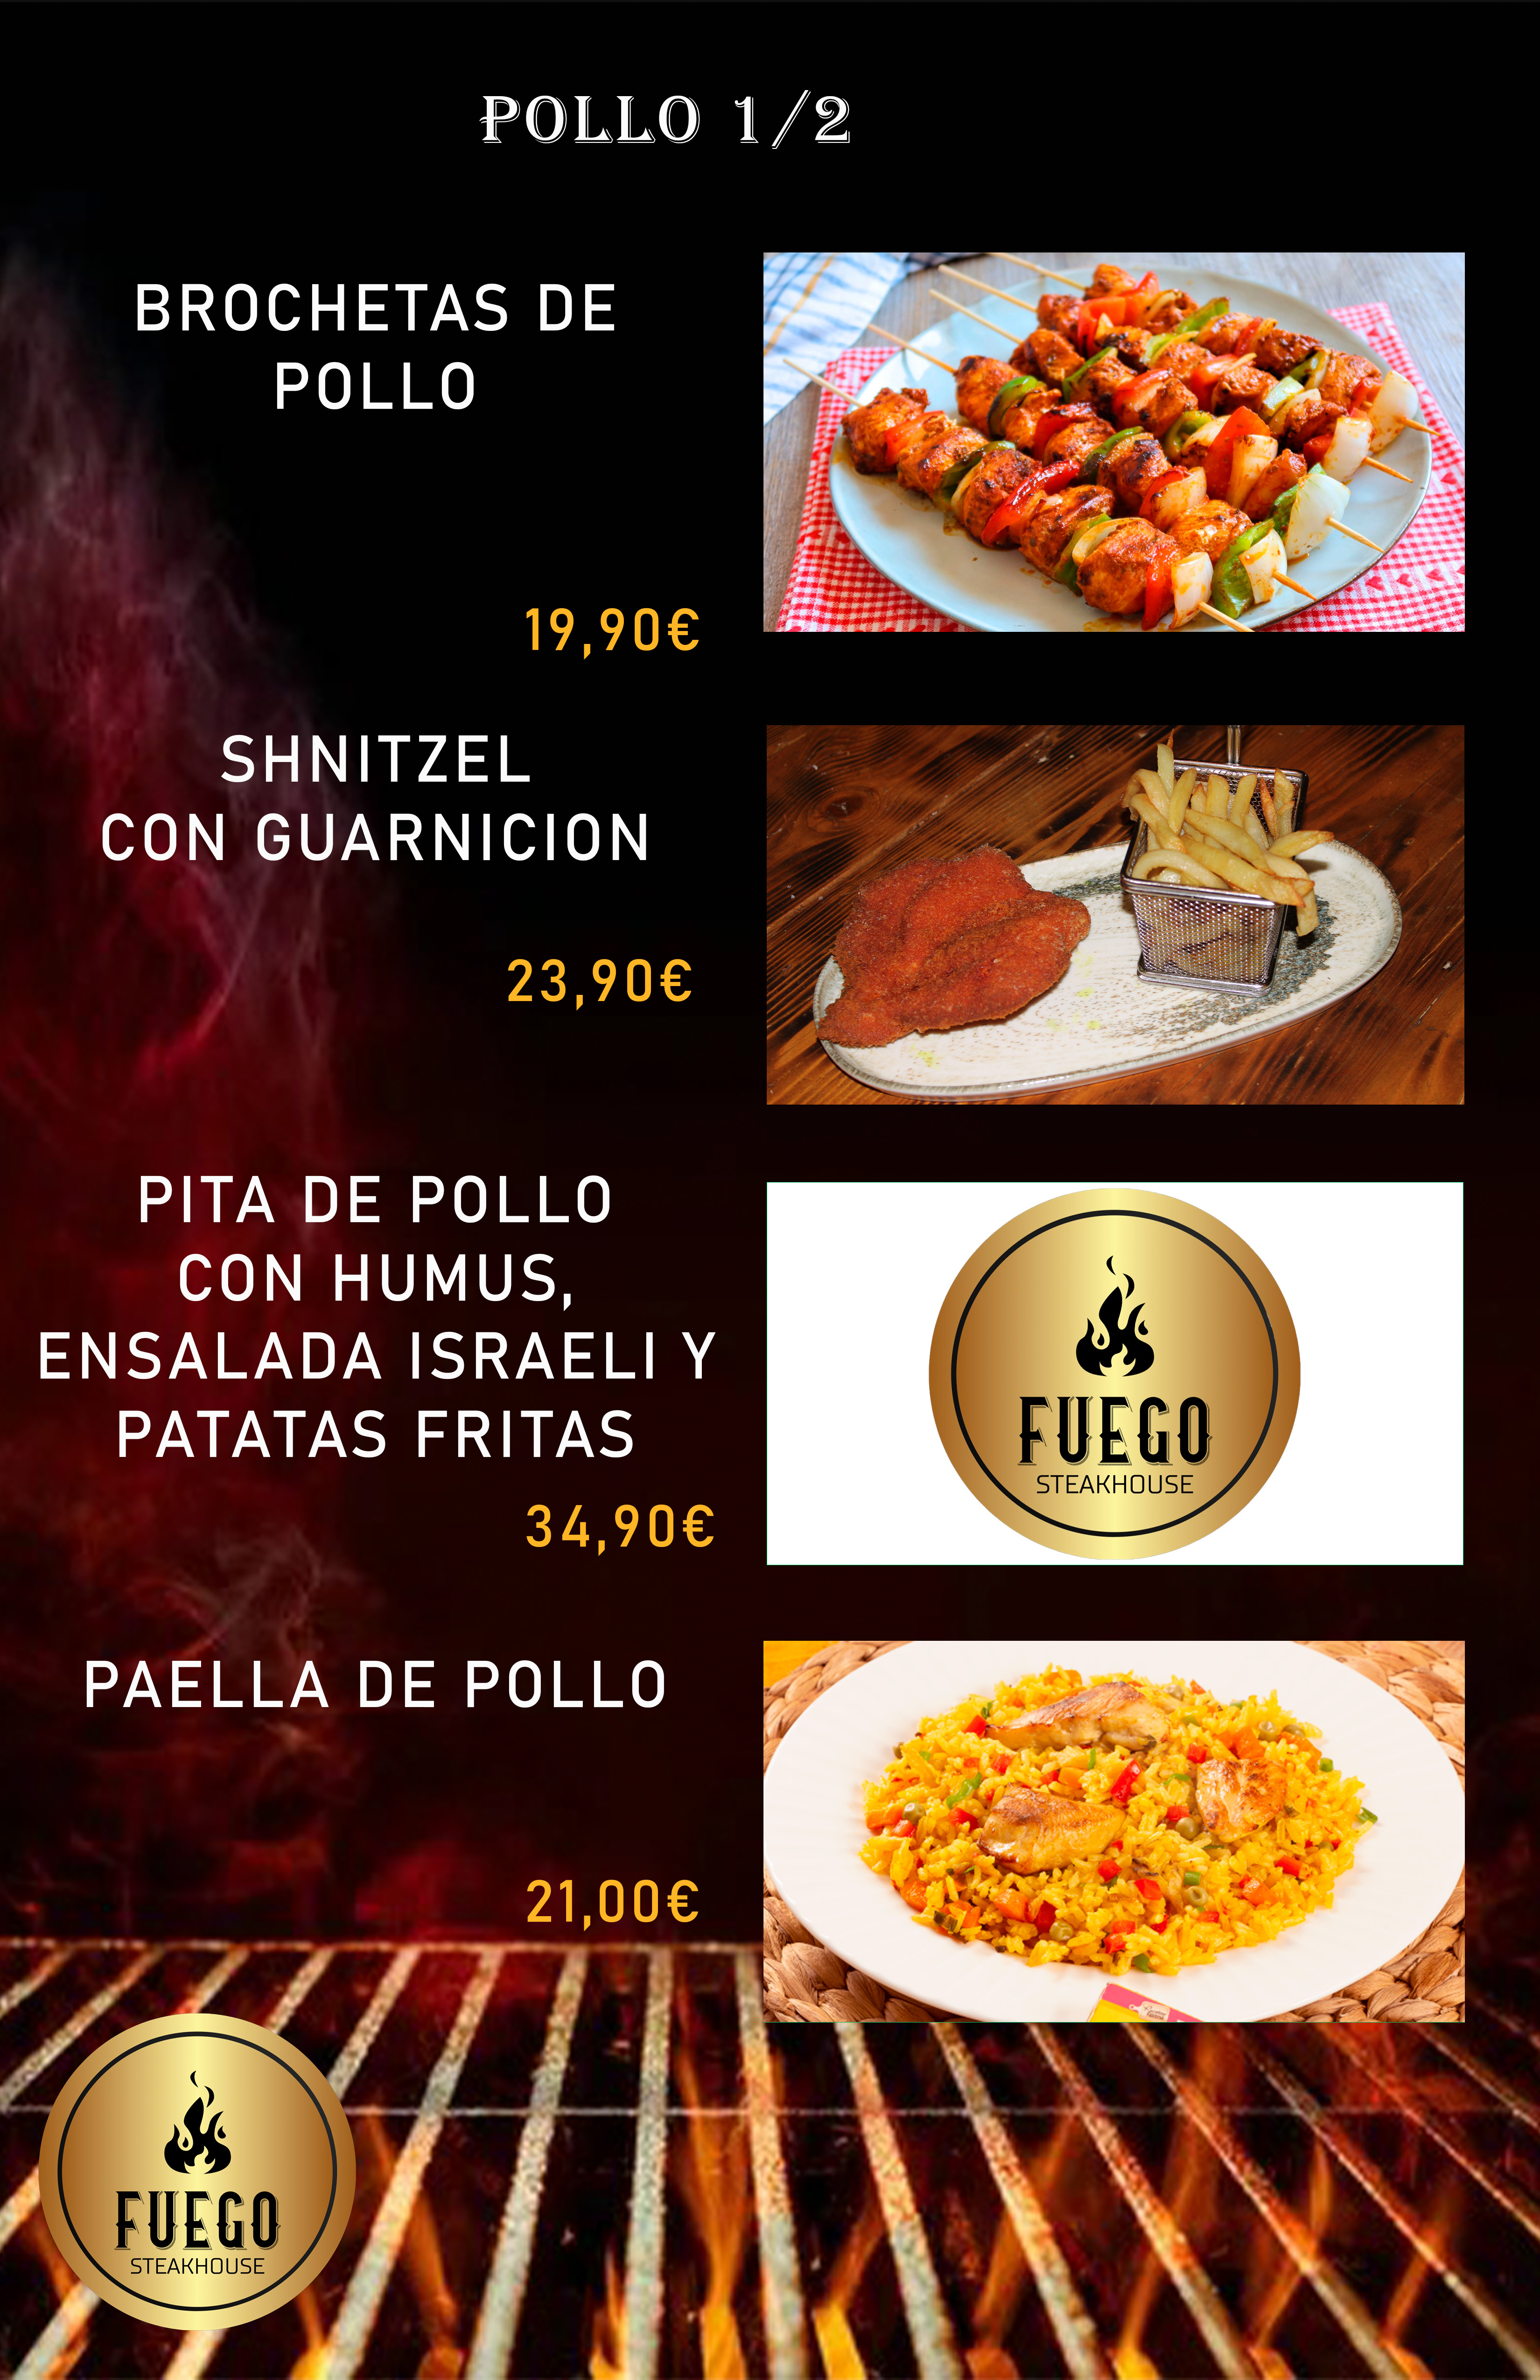 POLLO 1/2
BROCHETAS DE
POLLO
19,90€
SHNITZEL
CON GUARNICION
23,90€
PITA DE POLLO
CON HUMUS,
ENSALADA ISRAELI Y
PATATAS FRITAS
34,90€
FUEGO
STEAKHOUSE
PAELLA DE POLLO
21,00€
FUEGO
STEAKHOUSE